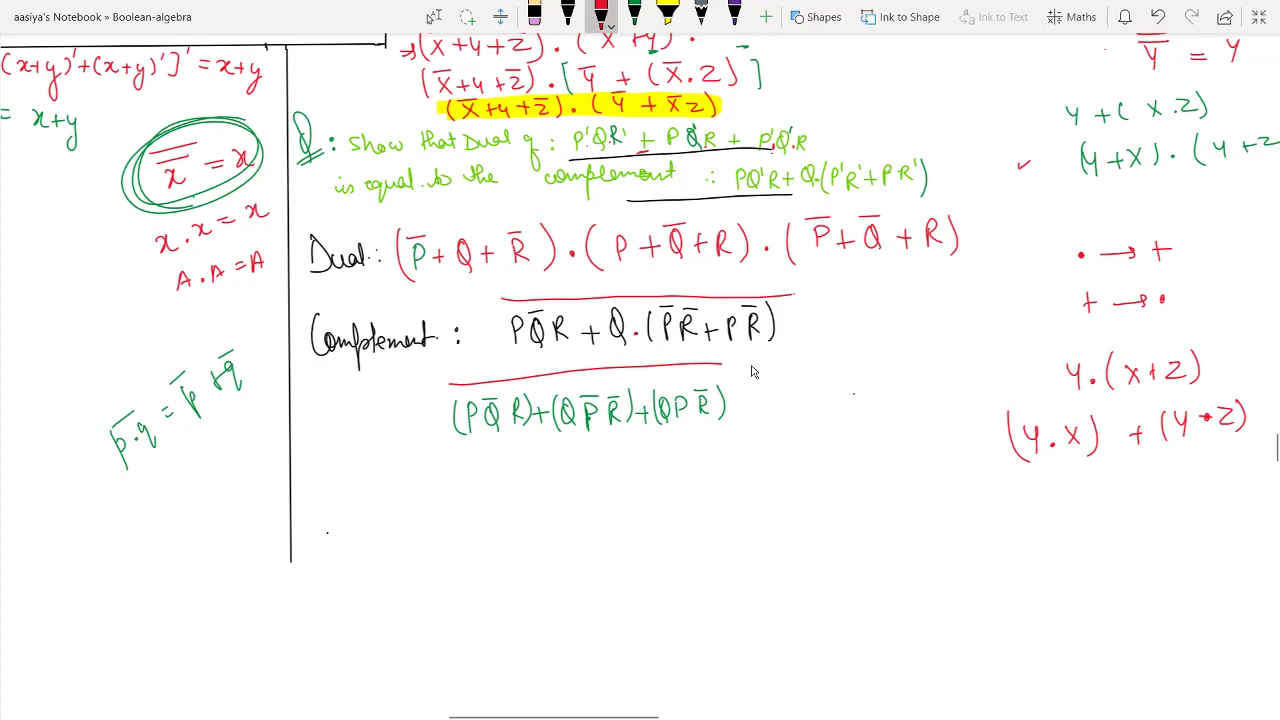 aasiya's Notebook » Boolean-algebra
Shapes
Ink to Shape
Ink to Text
Maths
(x+y)'+(x+y)']' = x+y
= x+y
x̿ = x
x.x = x
A.A = A
p̅.̅q̅ = p̅ + q̅
(X̅+y+Z̅).[Y̅ + (X̅.Z)]
(X̅+y+Z̅).(Y̅ + X̅Z)
Q: Show that Dual of : P'QR' + PQ'R + P'.Q'.R
is equal to the complement : PQ'R+Q.(P'R'+PR')
Dual : (P̅+Q+R̅).(P+Q̅+R).(P̅+Q̅+R)
Complement : PQ̅R + Q.(P̅R̅+PR̅)
(PQ̅R)+(QP̅R̅)+(QPR̅)
Y̿ = Y
Y+(X.Z)
(Y+X).(Y+Z
. → +
+ → .
Y.(X+Z)
(Y.X) + (Y.Z)